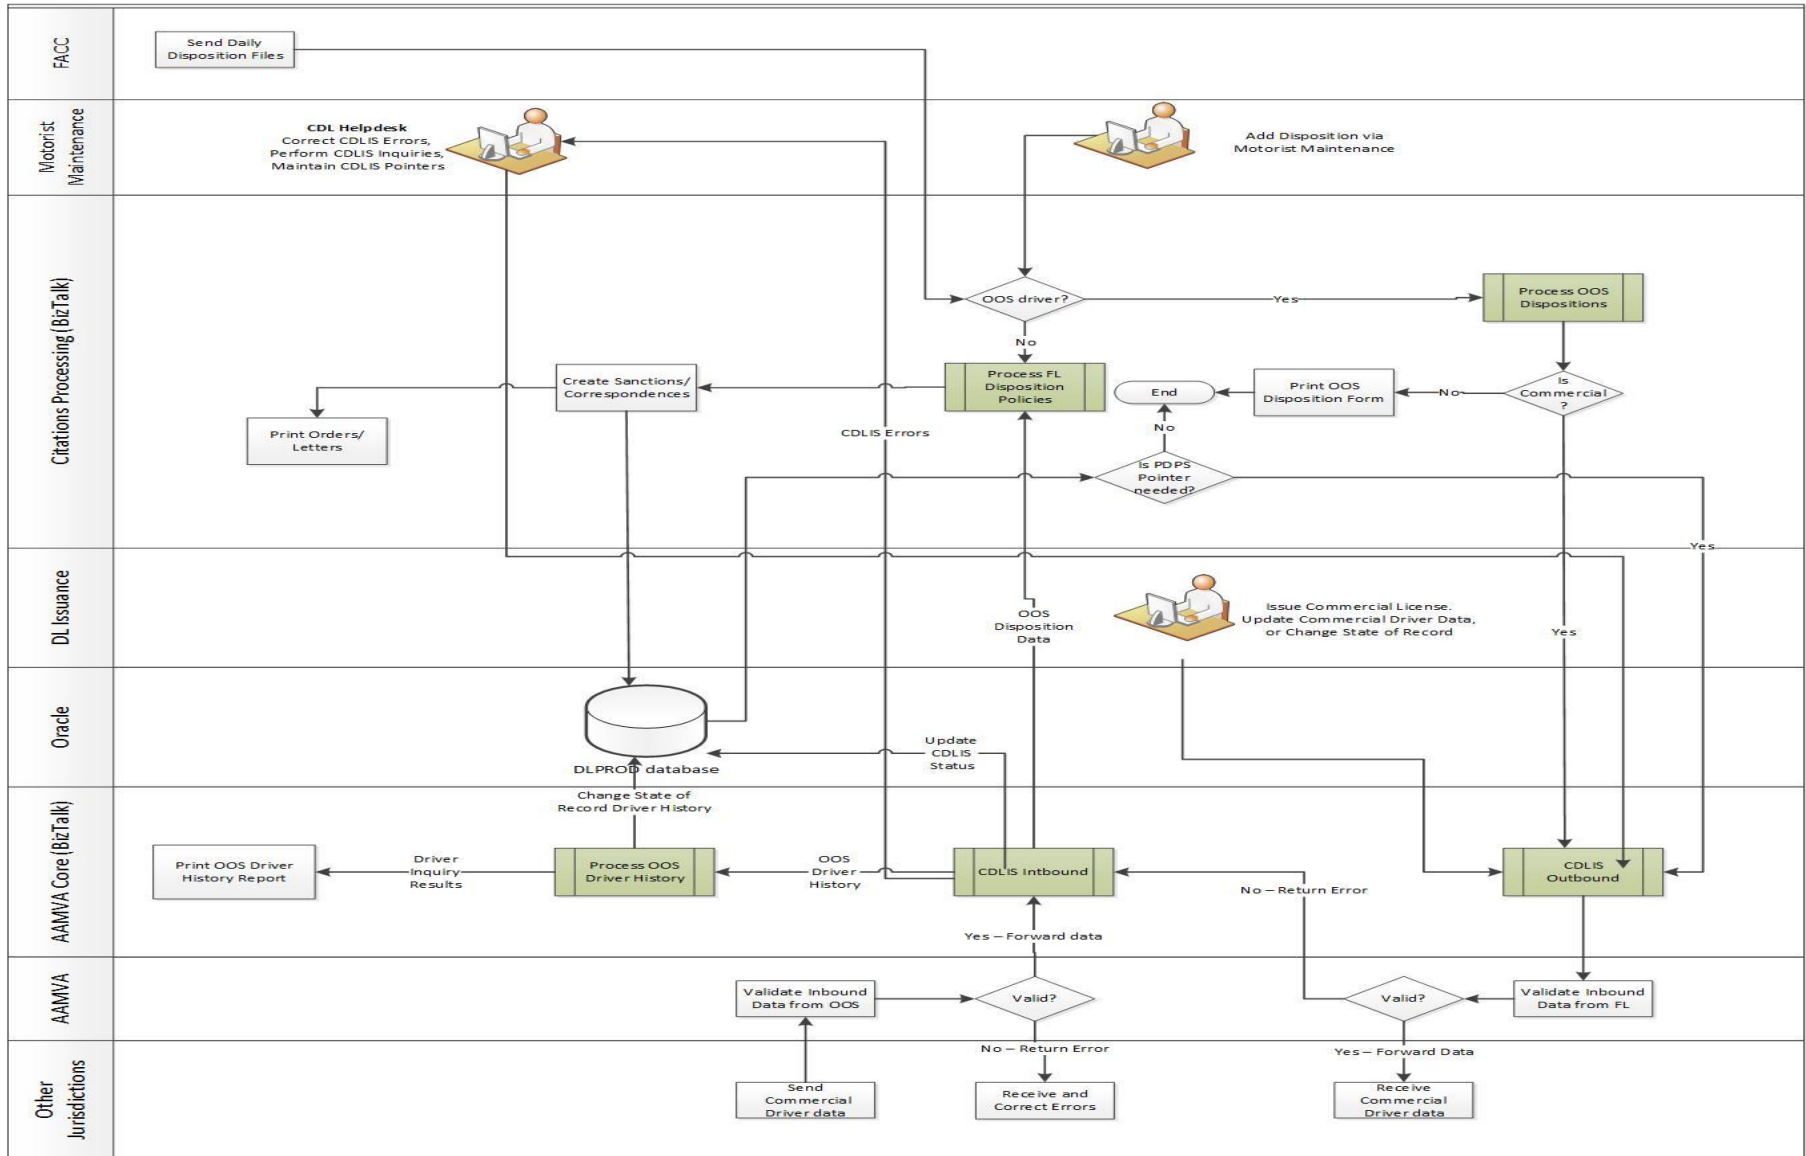 FACC
Send Daily
Disposition Files
Motorist
Maintenance
CDL Helpdesk
Correct CDLIS Errors,
Perform CDLIS Inquiries,
Maintain CDLIS Pointers
Add Disposition via
Motorist Maintenance
Citations Processing (BizTalk)
OOS driver?
Yes
Process OOS
Dispositions
No
Process FL
Disposition
Policies
Create Sanctions/
Correspondences
Print Orders/
Letters
End
Print OOS
Disposition Form
No
Is
Commercial
?
CDLIS Errors
No
Is PDPS
Pointer
needed?
Yes
DL Issuance
OOS
Disposition
Data
Issue Commercial License.
Update Commercial Driver Data,
or Change State of Record
Yes
Oracle
DLPROD database
Update
CDLIS
Status
AAMVA Core (BizTalk)
Change State of
Record Driver History
Print OOS Driver
History Report
Driver
Inquiry
Results
Process OOS
Driver History
OOS
Driver
History
CDLIS Intbound
No – Return Error
CDLIS
Outbound
Yes – Forward data
AAMVA
Validate Inbound
Data from OOS
Valid?
Valid?
Validate Inbound
Data from FL
No – Return Error
Yes – Forward Data
Other
Jurisdictions
Send
Commercial
Driver data
Receive and
Correct Errors
Receive
Commercial
Driver data